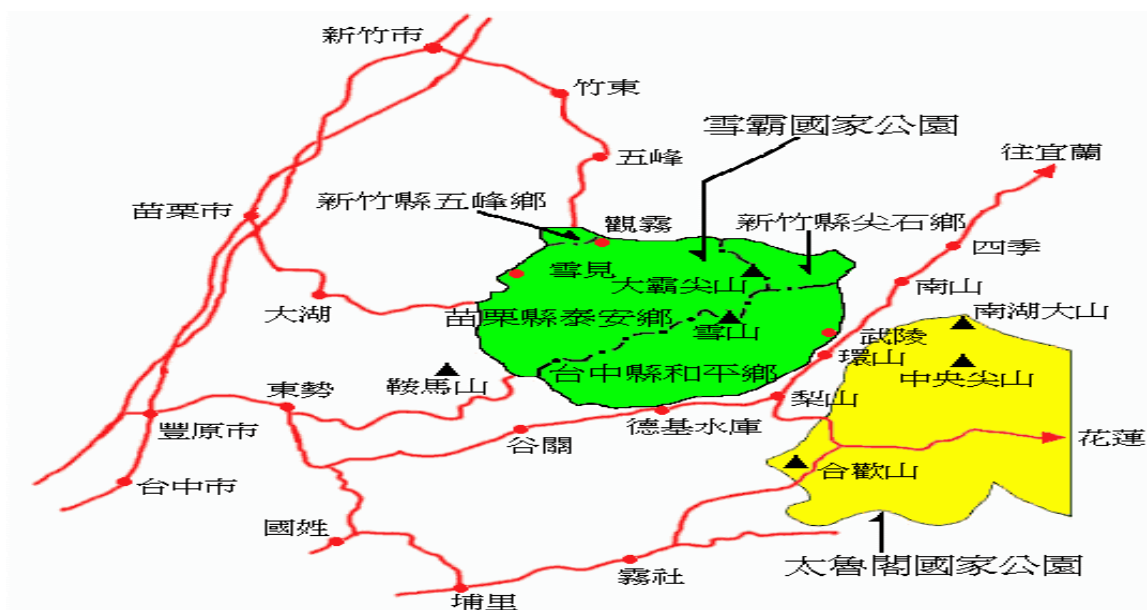 新竹市
竹東
雪霸國家公園
五峰
往宜蘭
新竹縣五峰鄉
苗栗市
觀霧
新竹縣尖石鄉
四季
雪見
大霸尖山
南山
大湖
苗栗縣泰安鄉
南湖大山
雪山
武陵
環山
鞍馬山
台中縣和平鄉
中央尖山
東勢
梨山
豐原市
谷關
德基水庫
花蓮
合歡山
台中市
國姓
太魯閣國家公園
霧社
埔里